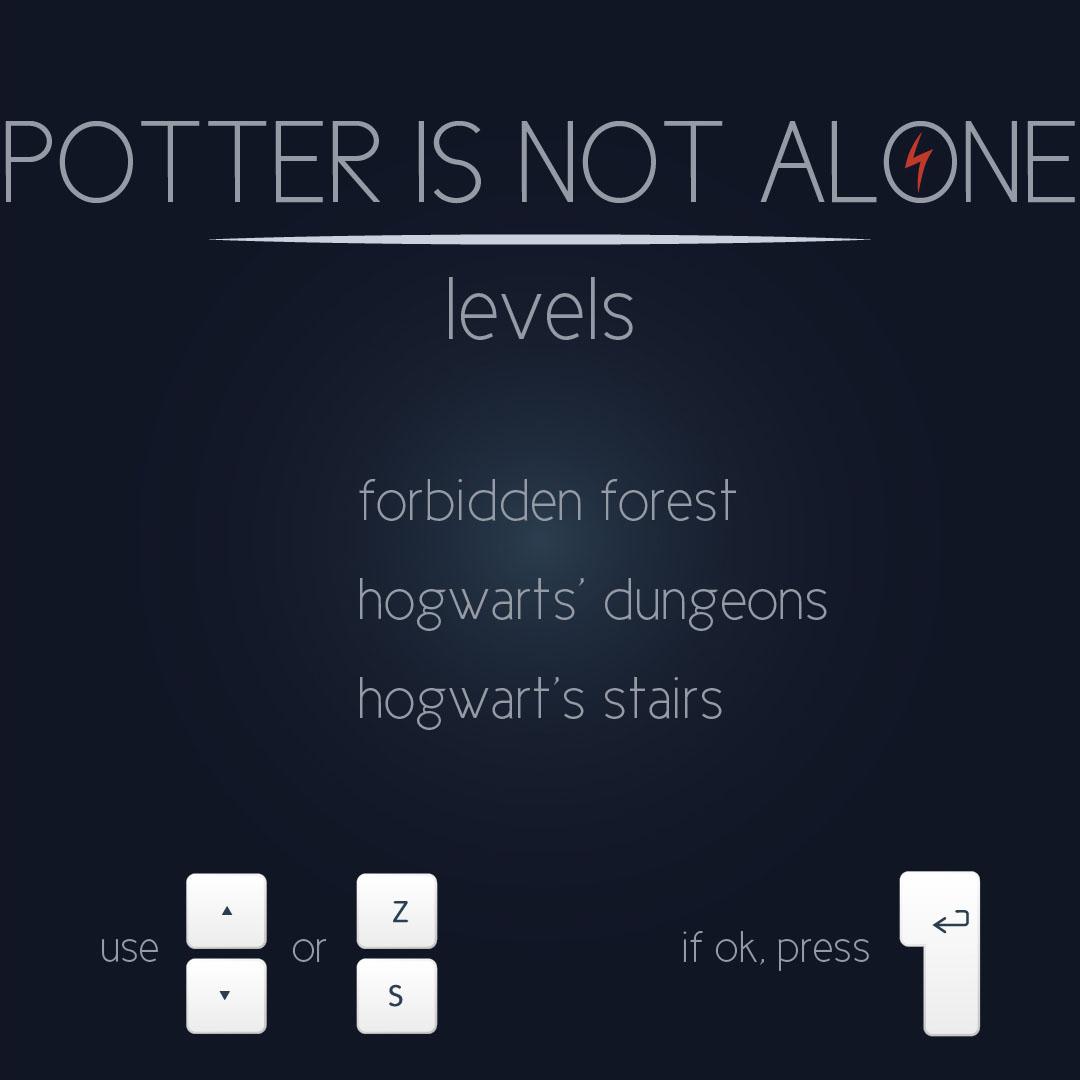 POTTER IS NOT ALONE
levels
forbidden forest
hogwarts’ dungeons
hogwart’s stairs
use ▲ ▼ or Z S if ok, press